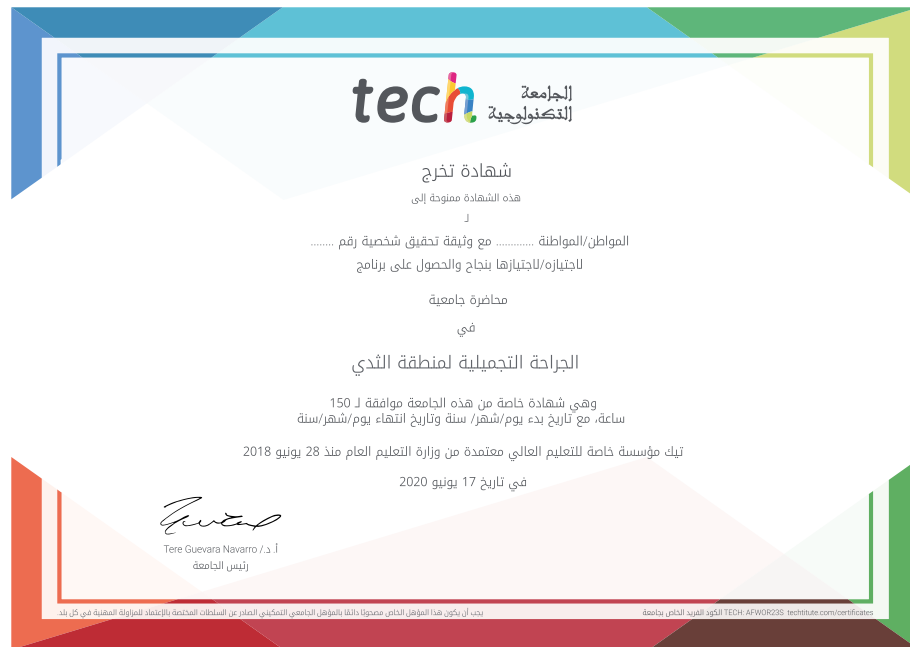 tech الجامعة
التكنولوجية
شهادة تخرج
هذه الشهادة ممنوحة إلى
لـ
المواطن/المواطنة ............ مع وثيقة تحقيق شخصية رقم ........
لاجتيازه/لاجتيازها بنجاح والحصول على برنامج
محاضرة جامعية
في
الجراحة التجميلية لمنطقة الثدي
وهي شهادة خاصة من هذه الجامعة موافقة لـ 150
ساعة، مع تاريخ بدء يوم/شهر/ سنة وتاريخ انتهاء يوم/شهر/سنة
تيك مؤسسة خاصة للتعليم العالي معتمدة من وزارة التعليم العام منذ 28 يونيو 2018
في تاريخ 17 يونيو 2020
أ.د./ Tere Guevara Navarro
رئيس الجامعة
يجب أن يكون هذا المؤهل الخاص مصحوبًا دائمًا بالمؤهل الجامعي التمكيني الصادر عن السلطات المختصة بالإعتماد للمزاولة المهنية في كل بلد.
الكود الفريد الخاص بجامعة TECH: AFWOR23S techtitute.com/certificates